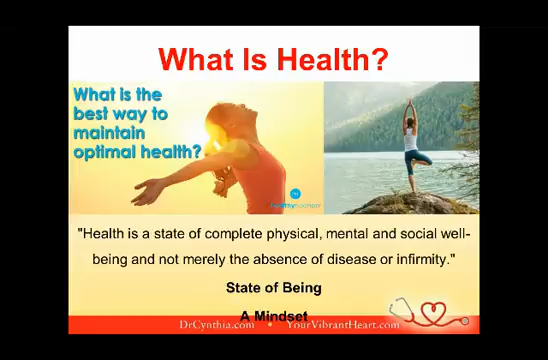 What Is Health?
What is the
best way to
maintain
optimal health?
"Health is a state of complete physical, mental and social well-
being and not merely the absence of disease or infirmity."
State of Being
A Mindset
DrCynthia.com • YourVibrantHeart.com